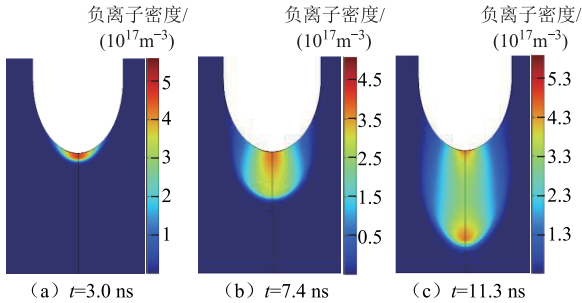 负离子密度/
(10¹⁷m⁻³)
5
4
3
2
1
(a) t=3.0 ns
负离子密度/
(10¹⁷m⁻³)
4.5
3.5
2.5
1.5
0.5
(b) t=7.4 ns
负离子密度/
(10¹⁷m⁻³)
5.3
4.3
3.3
2.3
1.3
(c) t=11.3 ns